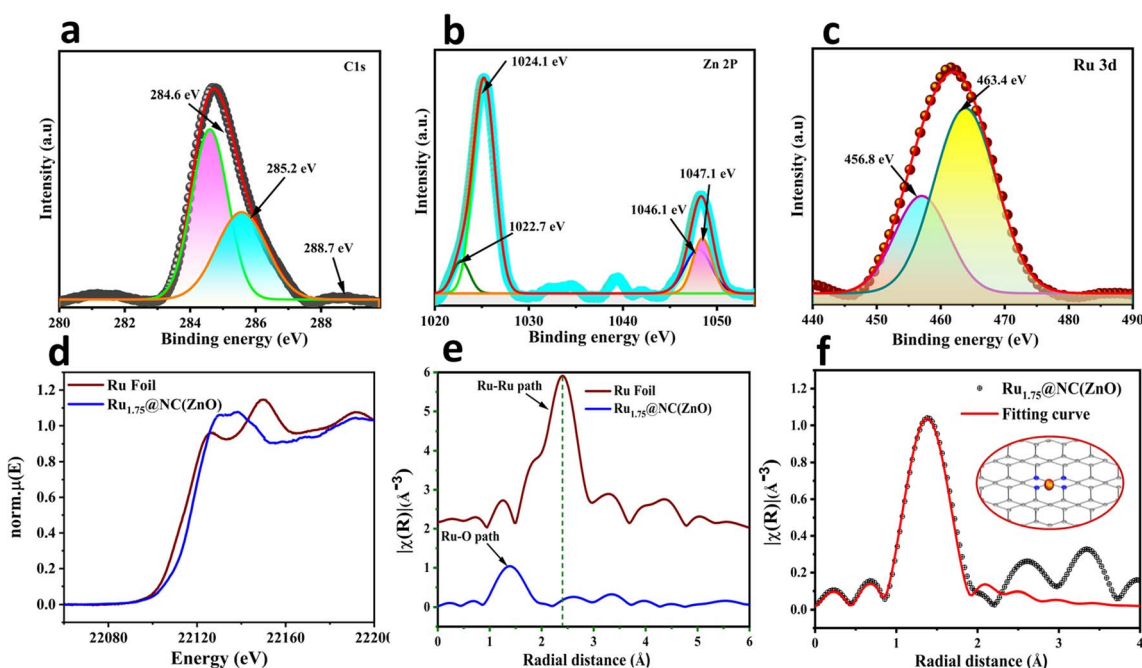 a
C1s
284.6 eV
285.2 eV
288.7 eV
Intensity (a.u)
280 282 284 286 288
Binding energy (eV)
b
Zn 2P
1024.1 eV
1022.7 eV
1047.1 eV
1046.1 eV
Intensity (a.u.)
1020 1030 1040 1050
Binding energy (eV)
c
Ru 3d
463.4 eV
456.8 eV
Intensity (a.u)
440 450 460 470 480 490
Binding energy (eV)
d
Ru Foil
Ru1.75@NC(ZnO)
norm.μ(E)
1.2
1.0
0.8
0.6
0.4
0.2
0.0
22080 22120 22160 22200
Energy (eV)
e
Ru Foil
Ru1.75@NC(ZnO)
Ru-Ru path
Ru-O path
|χ(R)|(Å⁻³)
6
5
4
3
2
1
0
0 1 2 3 4 5 6
Radial distance (Å)
f
Ru1.75@NC(ZnO)
Fitting curve
|χ(R)|(Å⁻³)
1.2
1.0
0.8
0.6
0.4
0.2
0.0
0 1 2 3 4
Radial distance (Å)